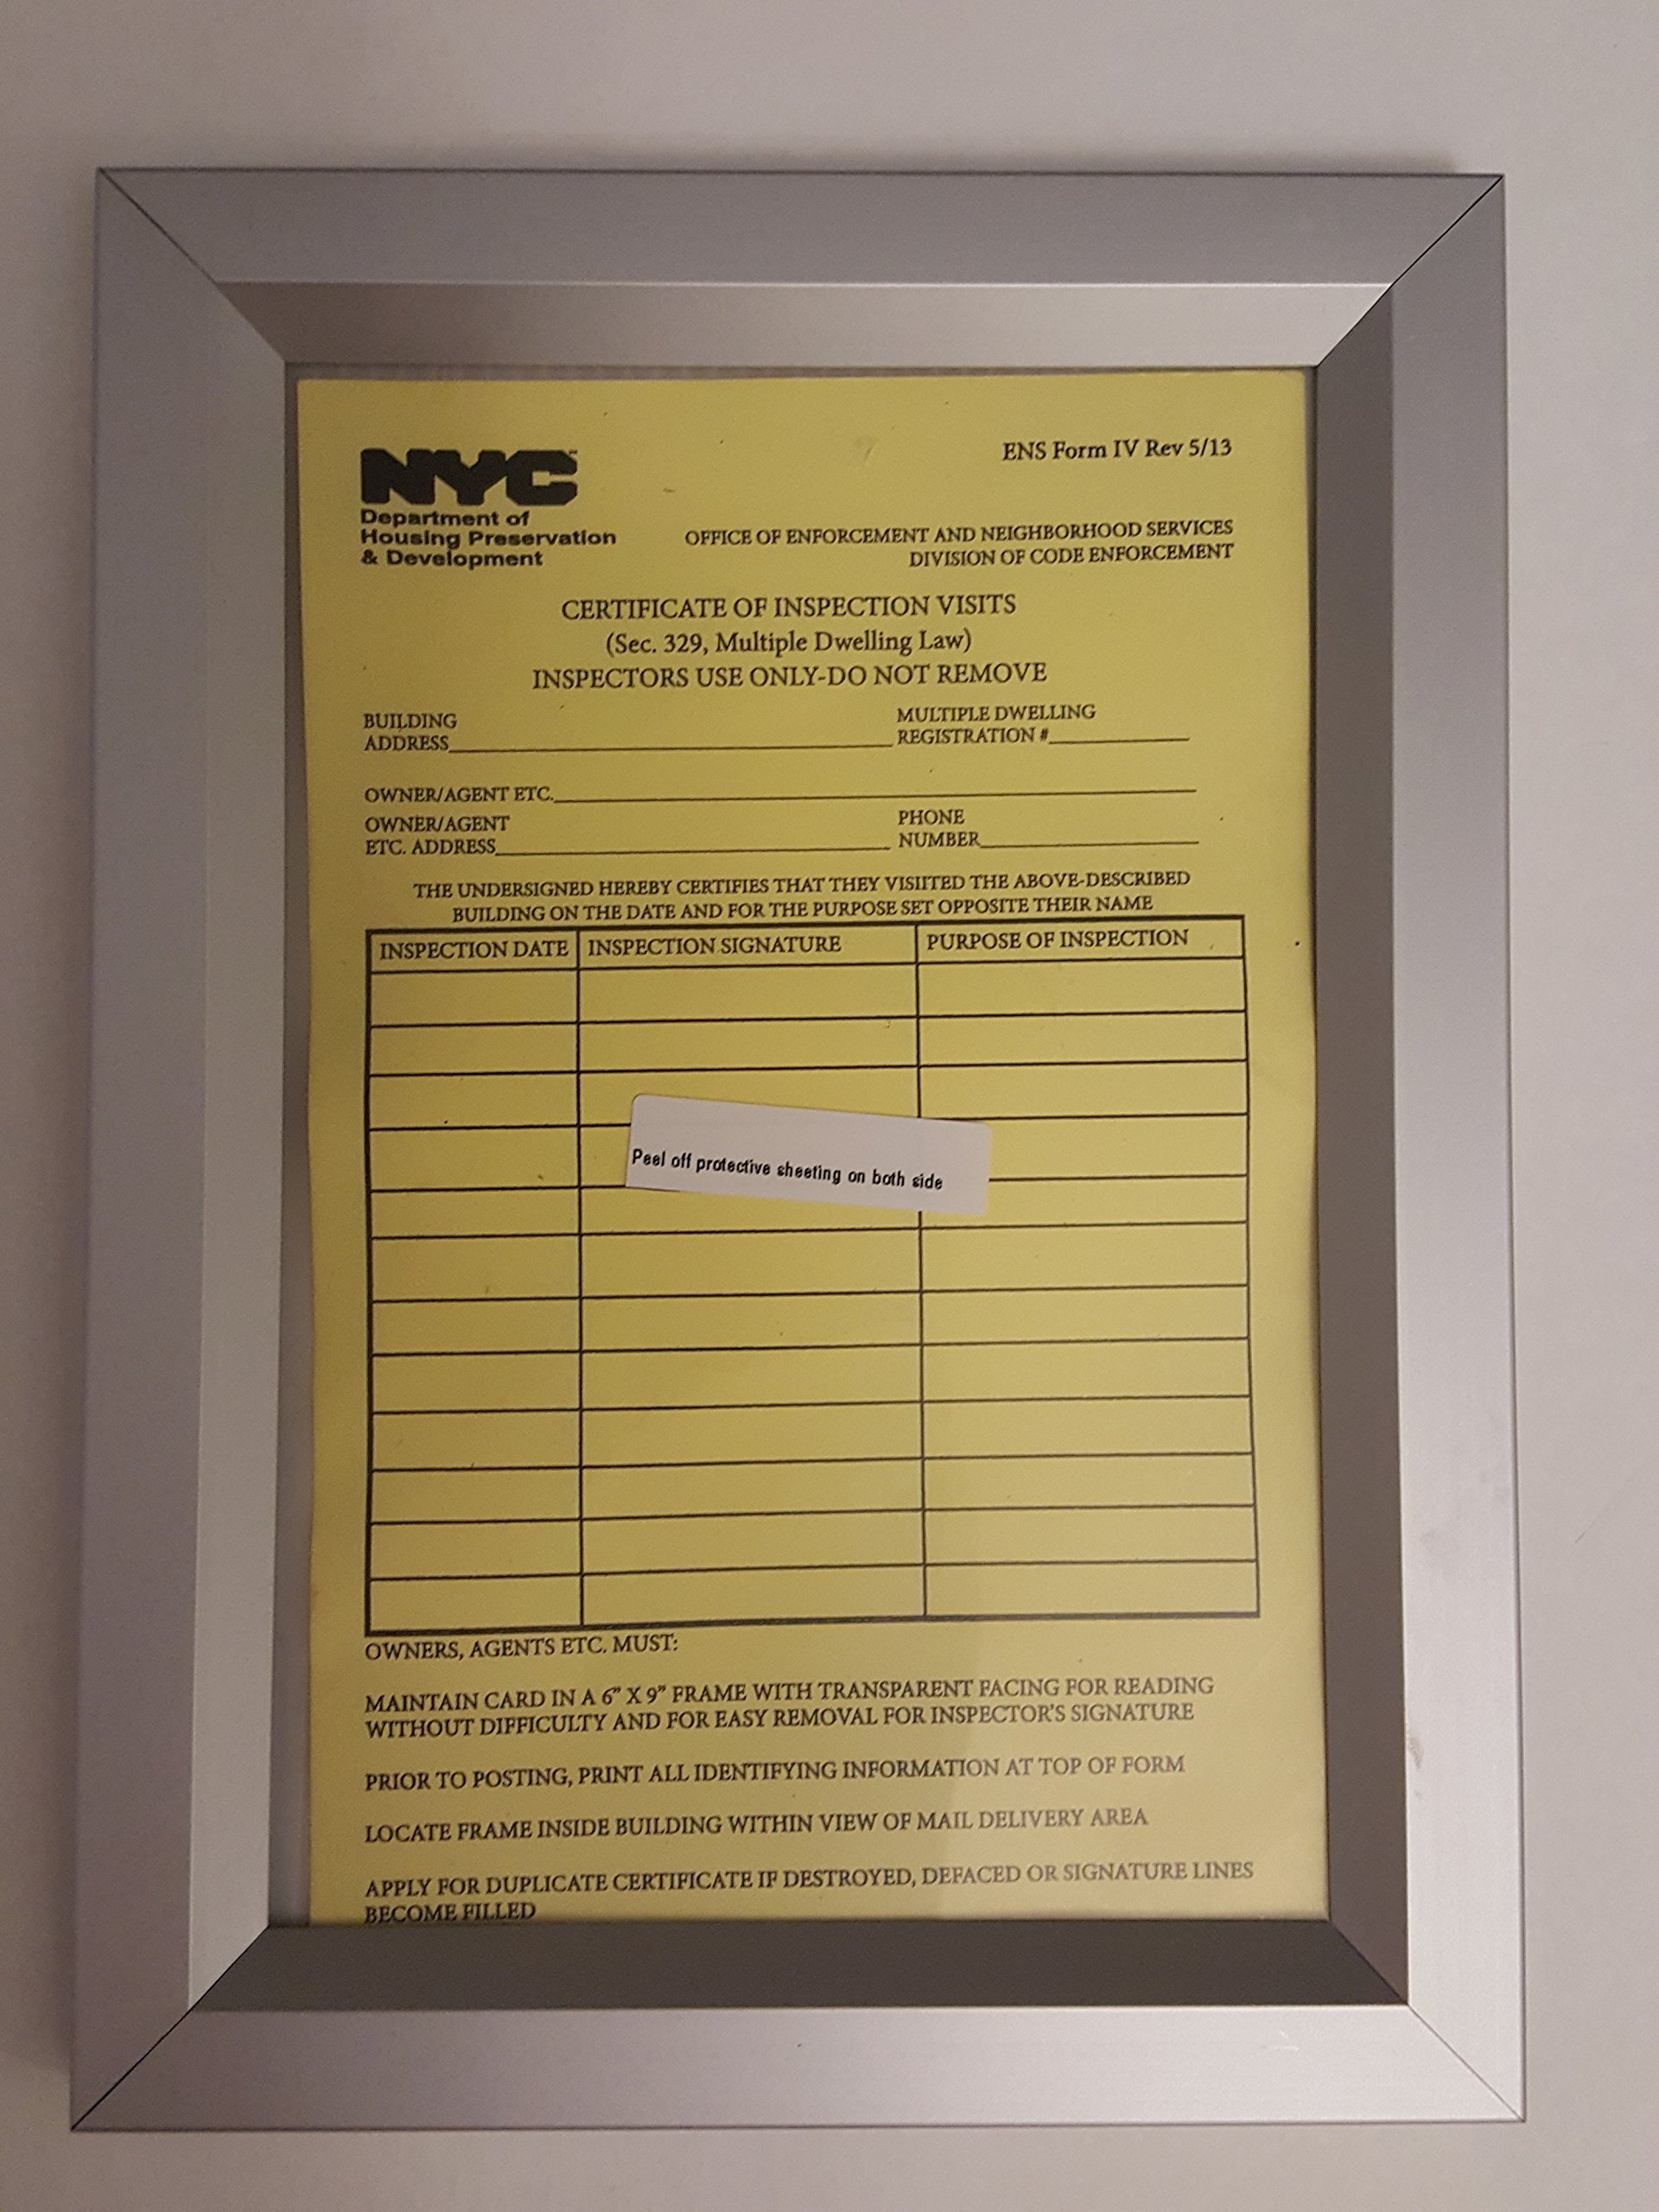 NYC
Department of
Housing Preservation
& Development
ENS Form IV Rev 5/13
OFFICE OF ENFORCEMENT AND NEIGHBORHOOD SERVICES
DIVISION OF CODE ENFORCEMENT
CERTIFICATE OF INSPECTION VISITS
(Sec. 329, Multiple Dwelling Law)
INSPECTORS USE ONLY-DO NOT REMOVE
BUILDING
ADDRESS
MULTIPLE DWELLING
REGISTRATION #
OWNER/AGENT ETC.
OWNER/AGENT
ETC. ADDRESS
PHONE
NUMBER
THE UNDERSIGNED HEREBY CERTIFIES THAT THEY VISIITED THE ABOVE-DESCRIBED
BUILDING ON THE DATE AND FOR THE PURPOSE SET OPPOSITE THEIR NAME
INSPECTION DATE INSPECTION SIGNATURE PURPOSE OF INSPECTION
Peel off protective sheeting on both side
OWNERS, AGENTS ETC. MUST:
MAINTAIN CARD IN A 6" X 9" FRAME WITH TRANSPARENT FACING FOR READING
WITHOUT DIFFICULTY AND FOR EASY REMOVAL FOR INSPECTOR'S SIGNATURE
PRIOR TO POSTING, PRINT ALL IDENTIFYING INFORMATION AT TOP OF FORM
LOCATE FRAME INSIDE BUILDING WITHIN VIEW OF MAIL DELIVERY AREA
APPLY FOR DUPLICATE CERTIFICATE IF DESTROYED, DEFACED OR SIGNATURE LINES
BECOME FILLED